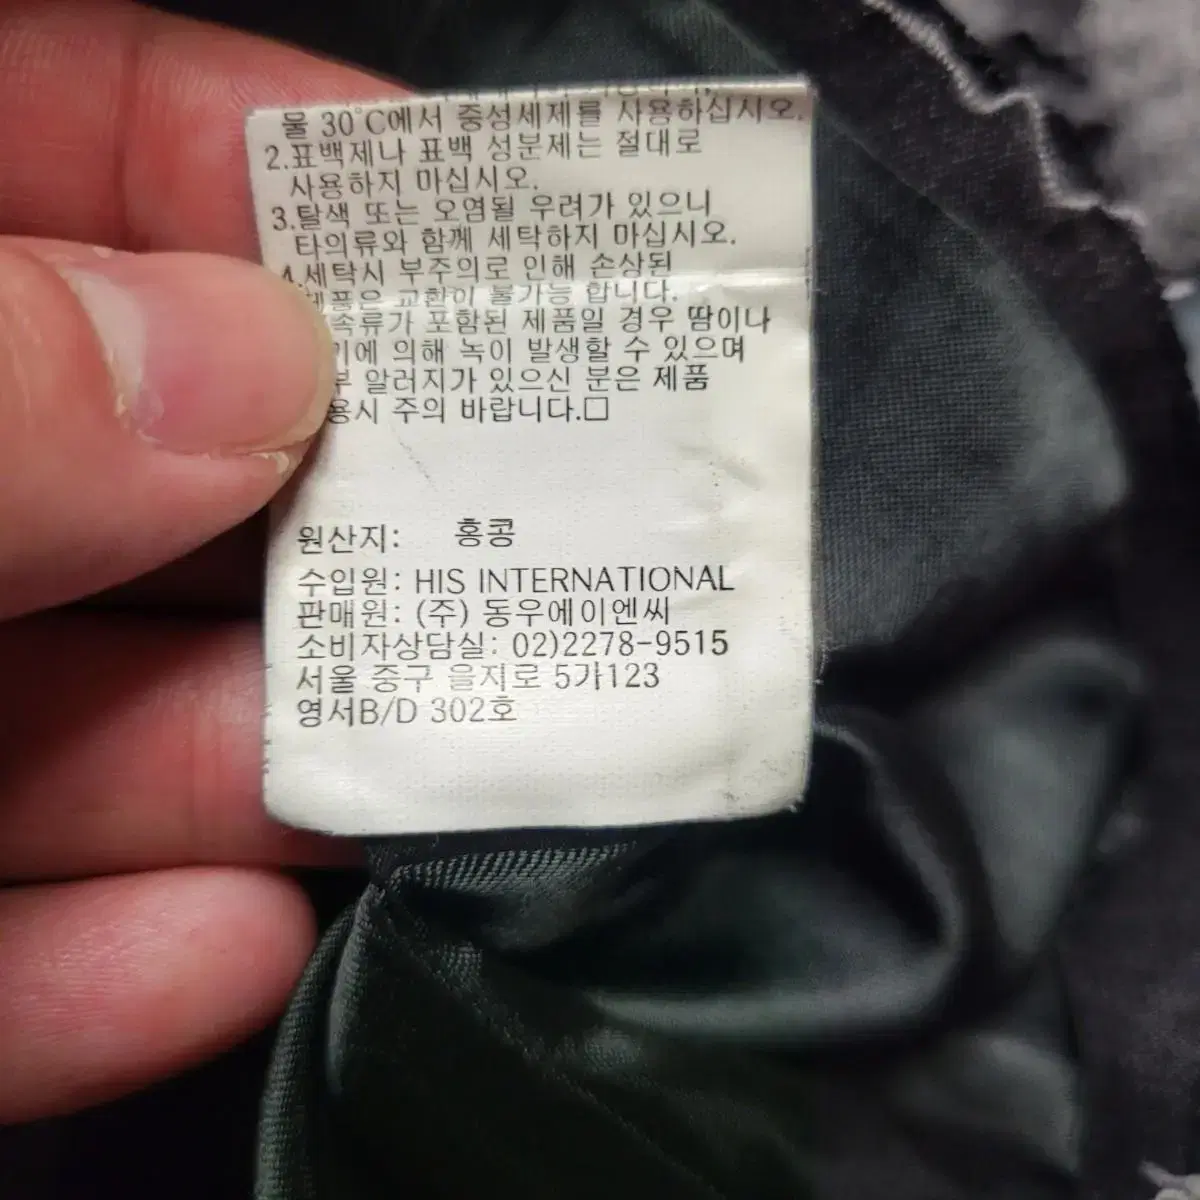 물 30°C에서 중성세제를 사용하십시오.
2.표백제나 표백 성분제는 절대로
사용하지 마십시오.
3.탈색 또는 오염될 우려가 있으니
타의류와 함께 세탁하지 마십시오.
4.세탁시 부주의로 인해 손상된
제품은 교환이 불가능 합니다.
속류가 포함된 제품일 경우 땀이나
기에 의해 녹이 발생할 수 있으며
부 알러지가 있으신 분은 제품
용시 주의 바랍니다.□
원산지: 홍콩
수입원: HIS INTERNATIONAL
판매원: (주) 동우에이엔씨
소비자상담실: 02)2278-9515
서울 중구 을지로 5가123
영서B/D 302호